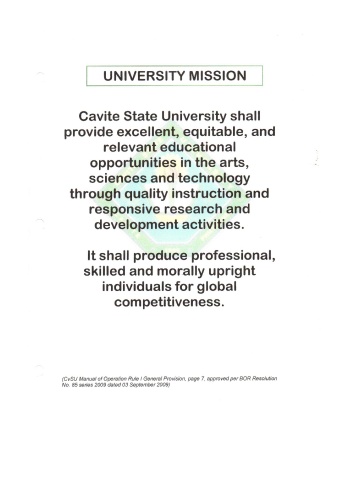 UNIVERSITY MISSION
Cavite State University shall
provide excellent, equitable, and
relevant educational
opportunities in the arts,
sciences and technology
through quality instruction and
responsive research and
development activities.
It shall produce professional,
skilled and morally upright
individuals for global
competitiveness.
(CvSU Manual of Operation Rule I General Provision, page 7, approved per BOR Resolution
No. 85 series 2009 dated 03 September 2009)